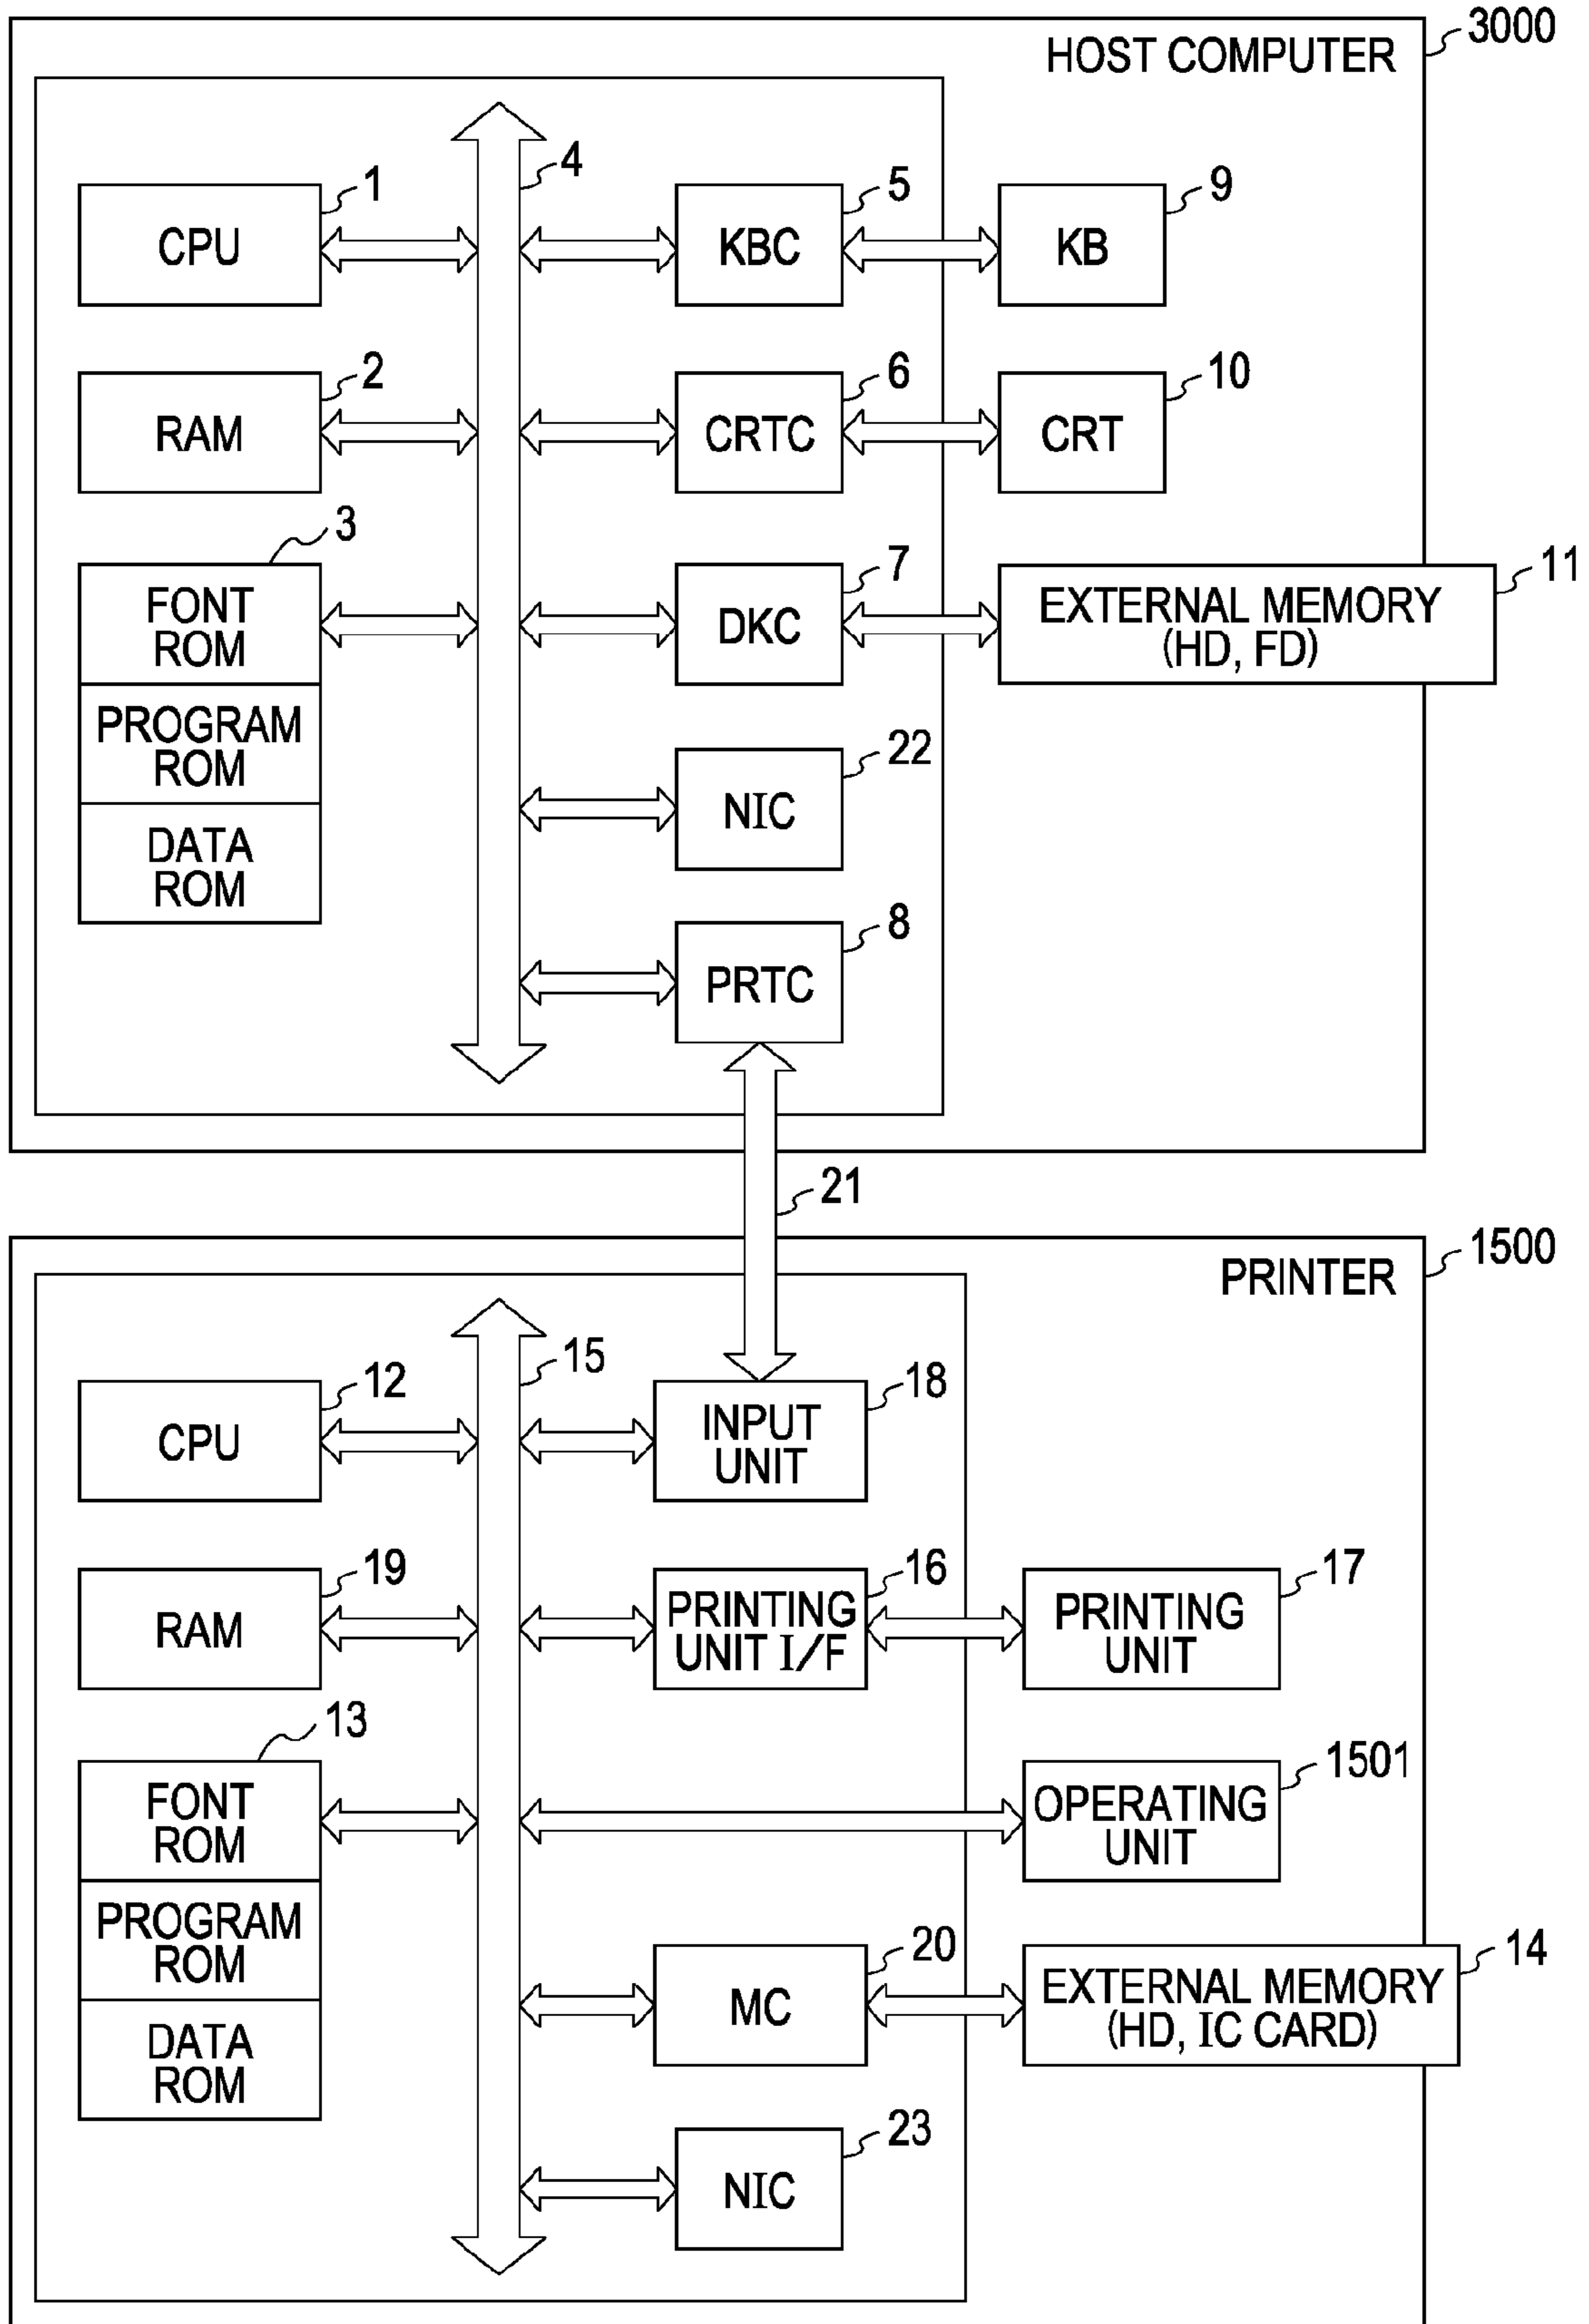 3000
HOST COMPUTER
1
4
5
9
CPU
KBC
KB
2
6
10
RAM
CRTC
CRT
3
7
11
FONT
ROM
DKC
EXTERNAL MEMORY
(HD, FD)
PROGRAM
ROM
22
NIC
DATA
ROM
8
PRTC
21
1500
PRINTER
12
15
18
CPU
INPUT
UNIT
19
16
17
RAM
PRINTING
UNIT I/F
PRINTING
UNIT
13
1501
FONT
ROM
OPERATING
UNIT
PROGRAM
ROM
20
14
MC
EXTERNAL MEMORY
(HD, IC CARD)
DATA
ROM
23
NIC